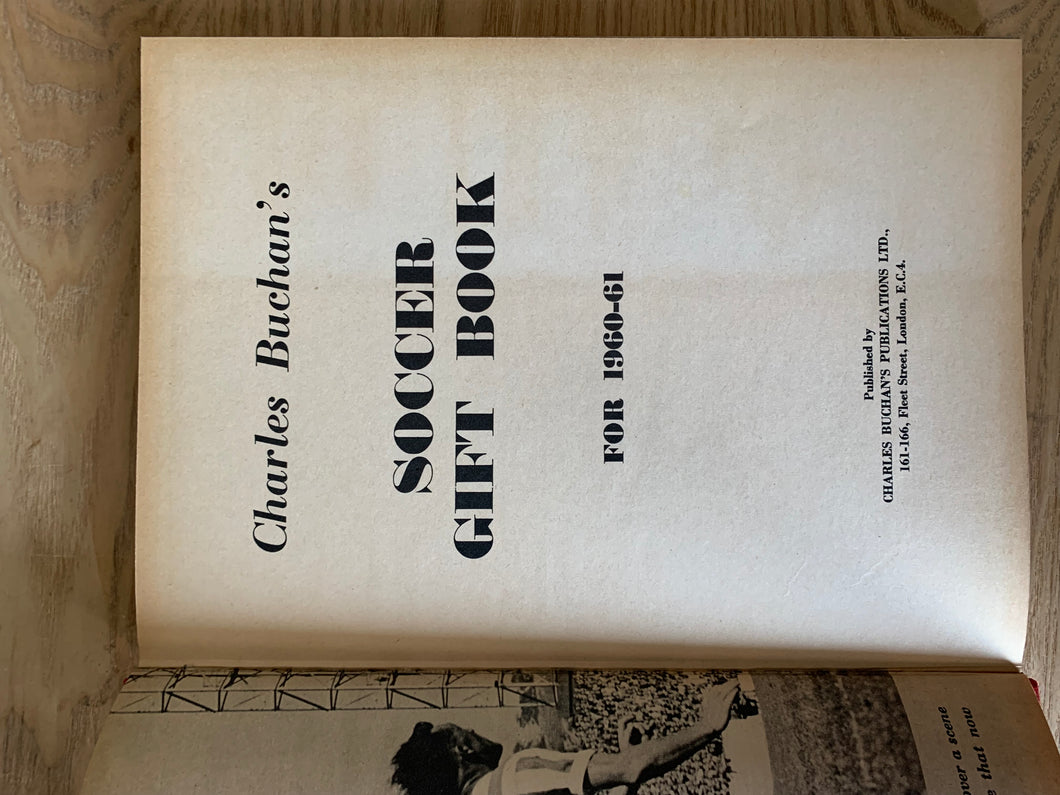 Charles Buchan's
SOCCER
GIFT BOOK
FOR 1960-61
Published by
CHARLES BUCHAN'S PUBLICATIONS LTD.,
161-166, Fleet Street, London, E.C.4.
over a scene
that now